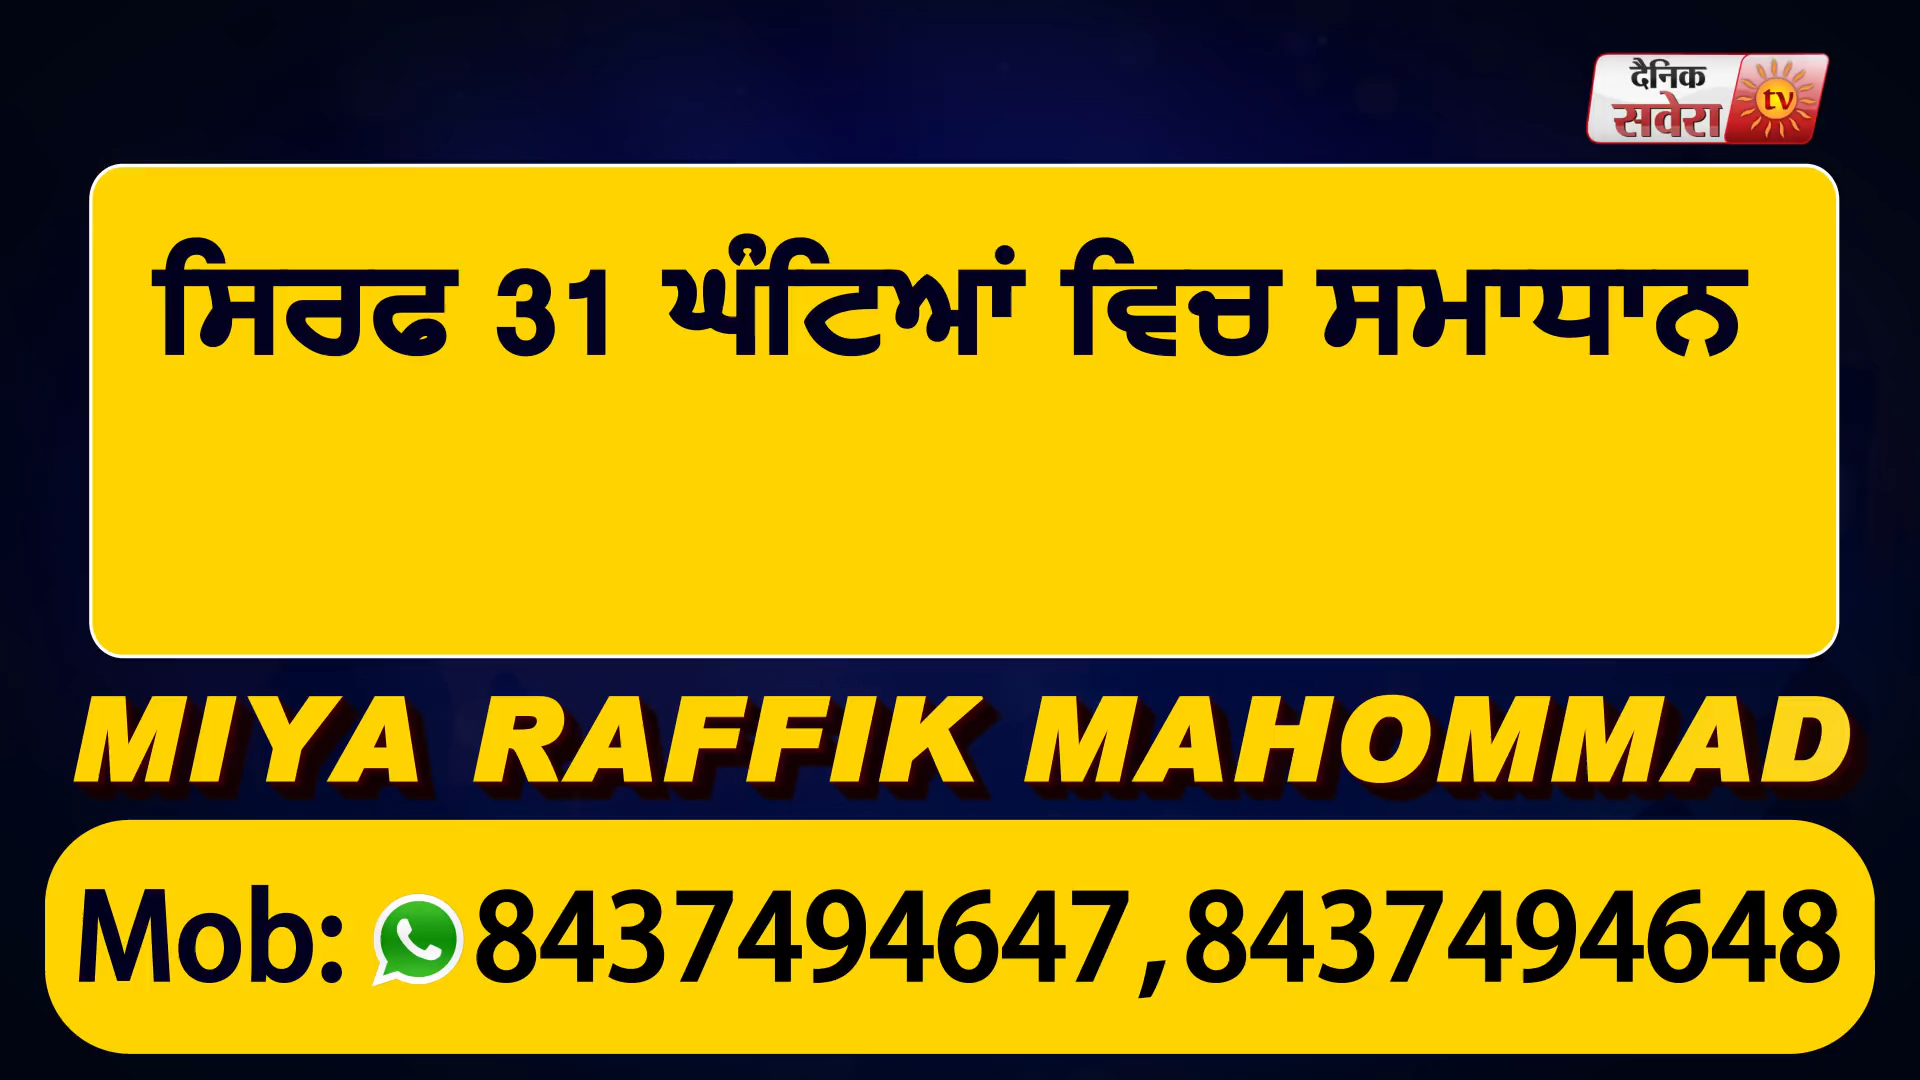 दैनिक
सवेरा tv
ਸਿਰਫ 31 ਘੰਟਿਆਂ ਵਿਚ ਸਮਾਧਾਨ
MIYA RAFFIK MAHOMMAD
Mob: 8437494647, 8437494648